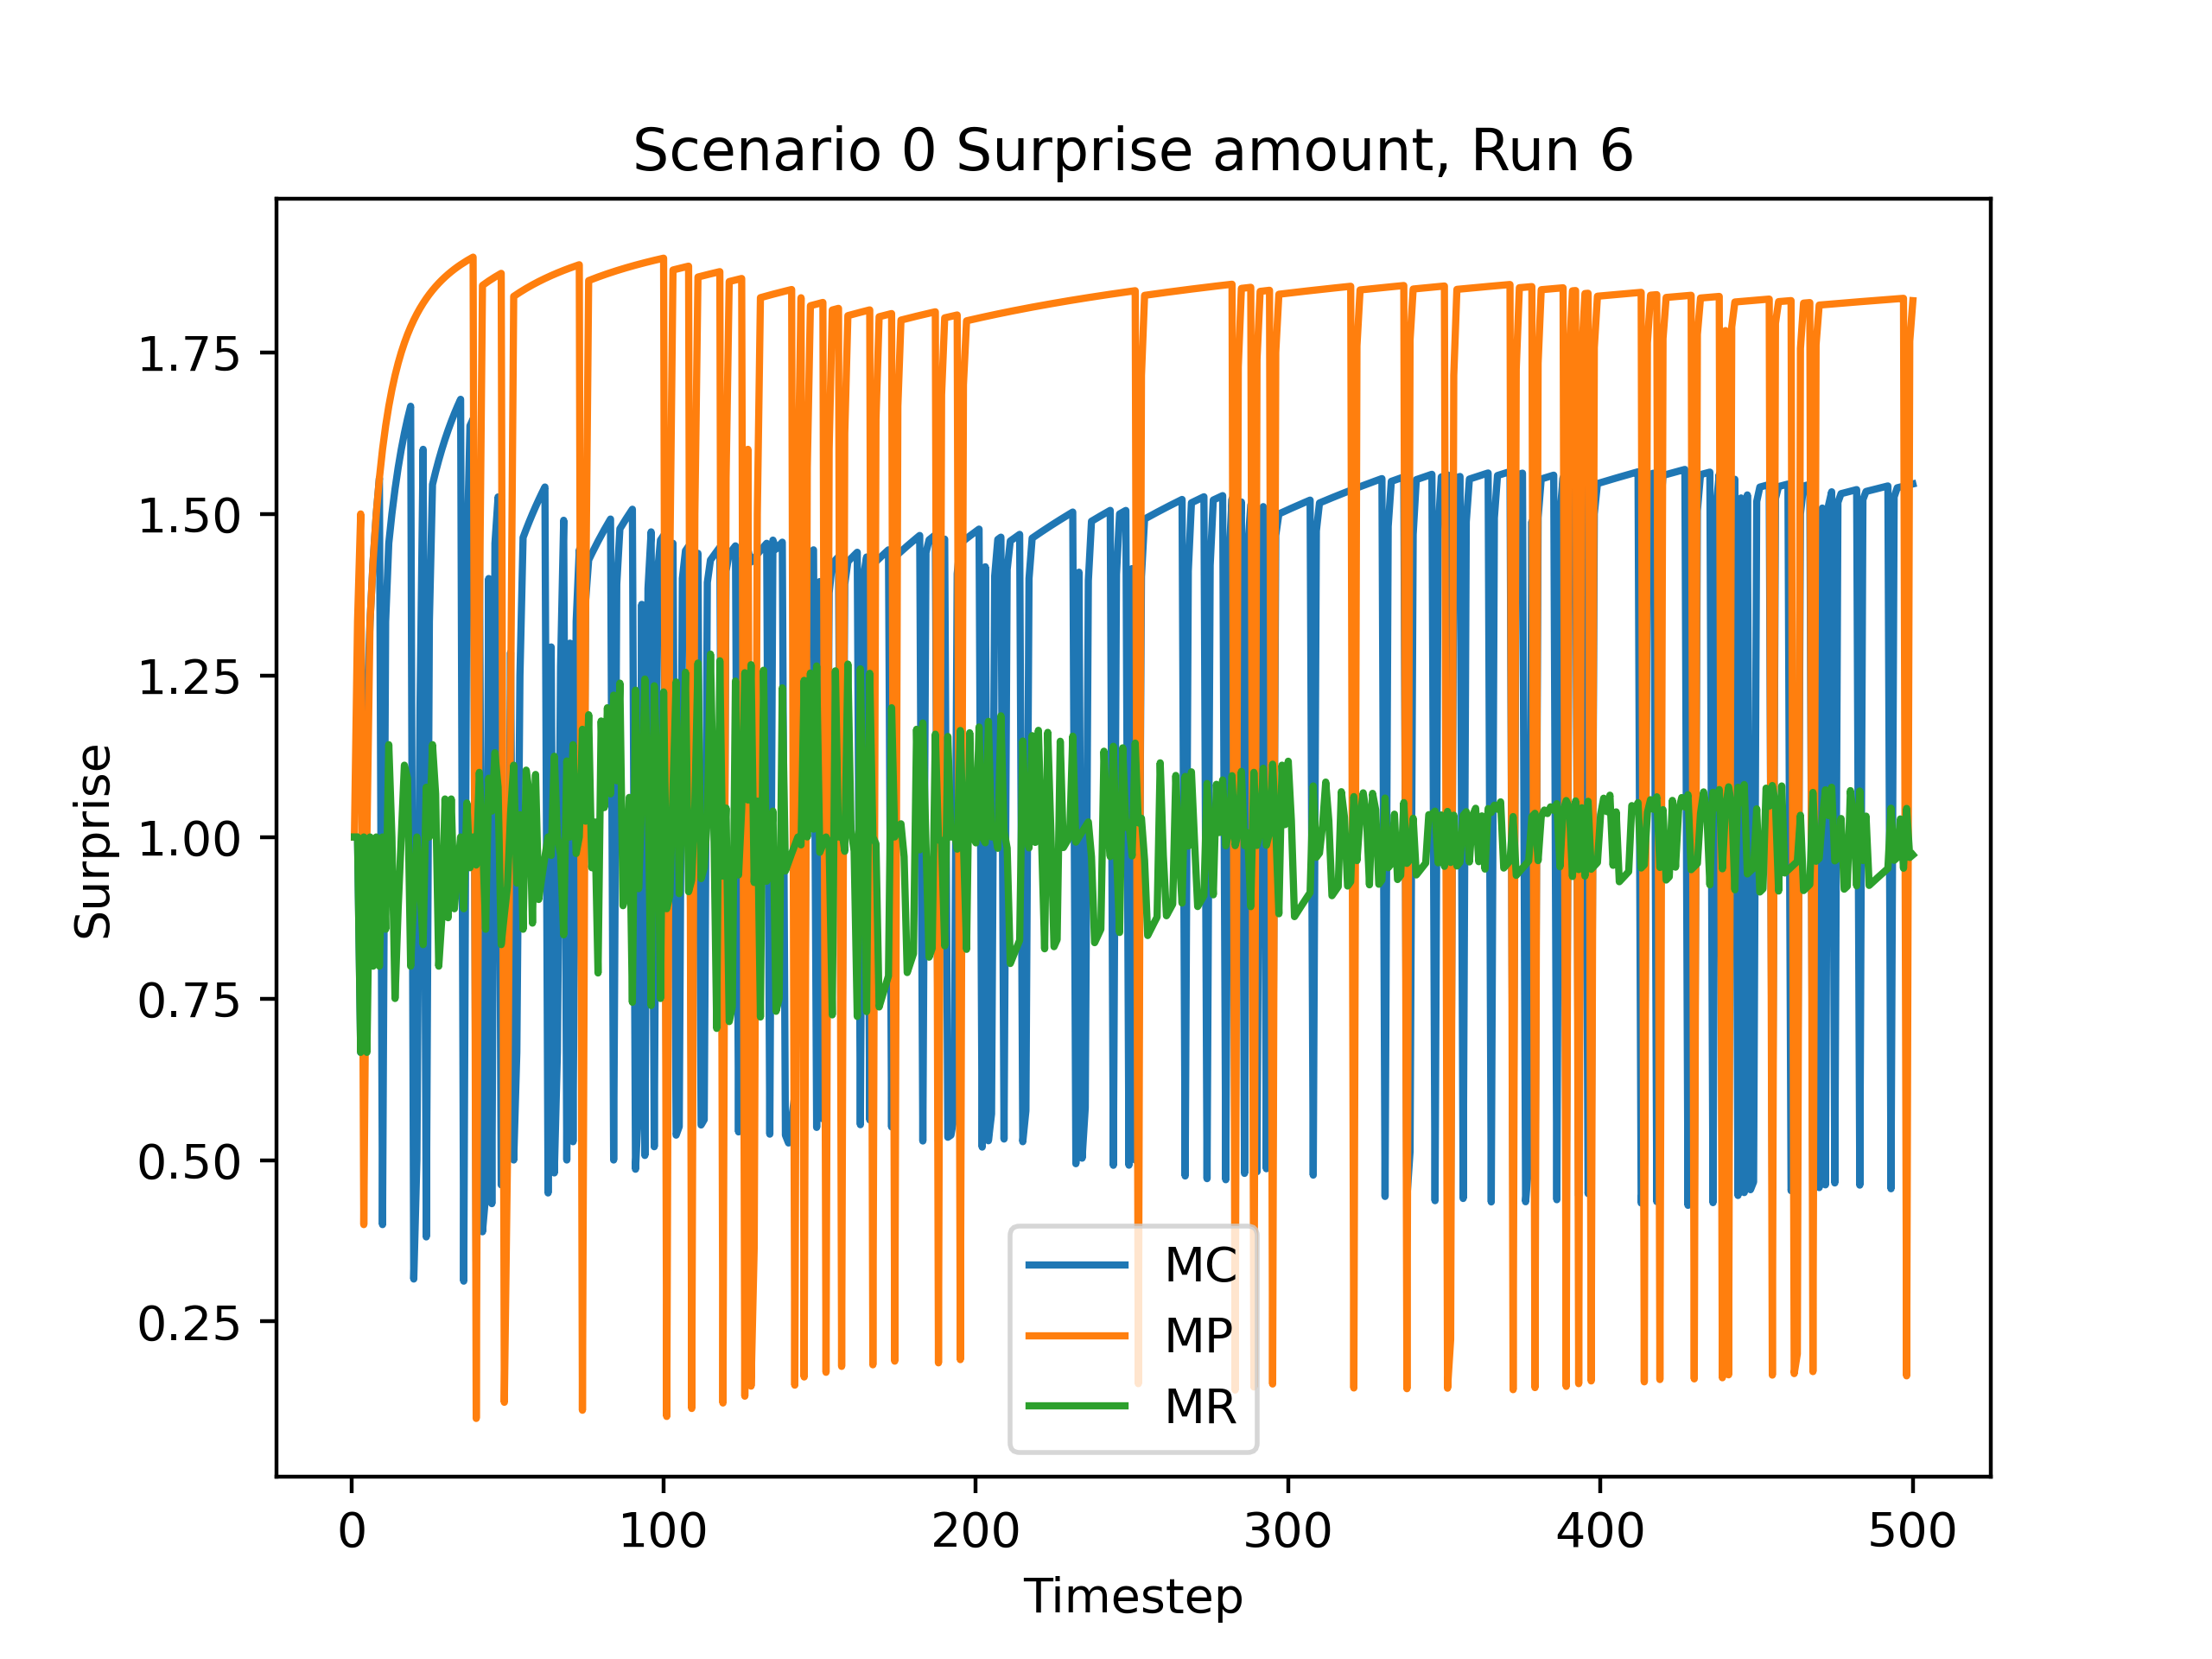 Scenario 0 Surprise amount, Run 6
Surprise
1.75
1.50
1.25
1.00
0.75
0.50
0.25
MC
MP
MR
0 100 200 300 400 500
Timestep